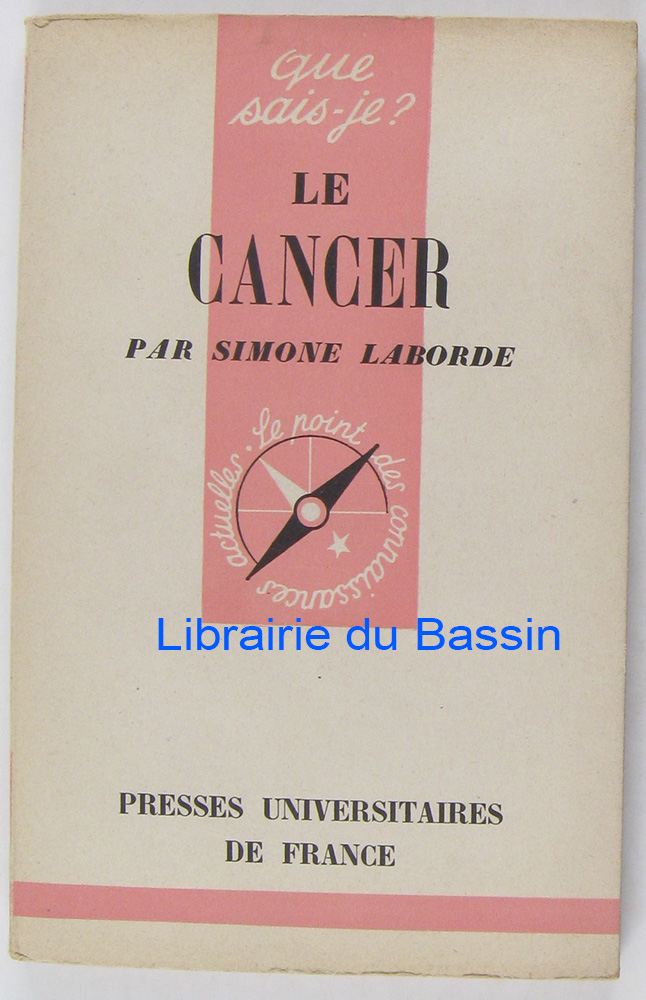 que
sais-je?
LE
CANCER
PAR SIMONE LABORDE
Le point des connaissances actuelles.
Librairie du Bassin
PRESSES UNIVERSITAIRES
DE FRANCE